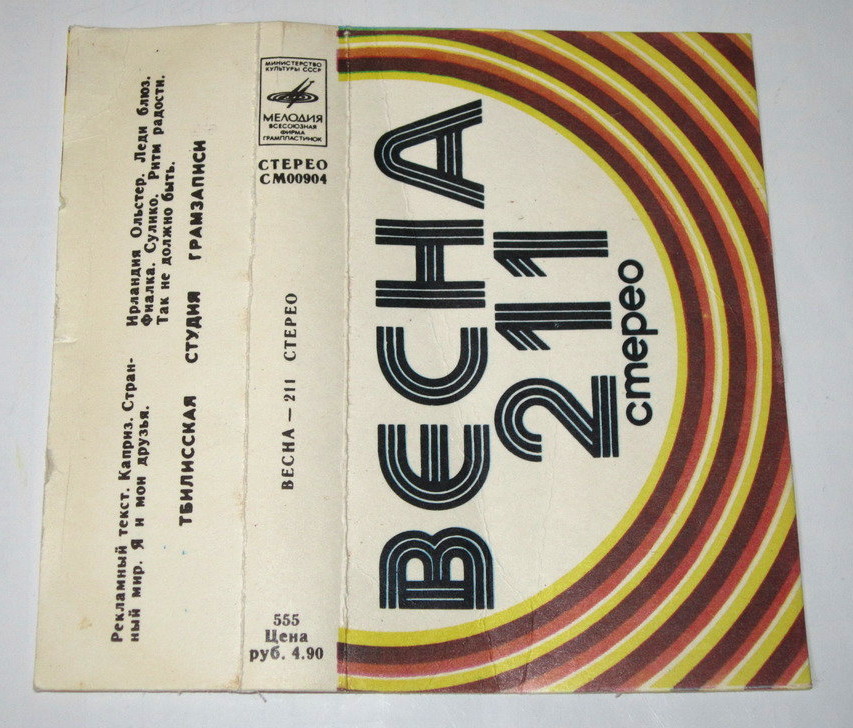 Рекламный текст. Каприз. Стран-
ный мир. Я и мои друзья.
Ирландия Ольстер. Леди блюз.
Фиалка. Сулико. Ритм радости.
Так не должно быть.
ТБИЛИССКАЯ СТУДИЯ ГРАМЗАПИСИ
МИНИСТЕРСТВО
КУЛЬТУРЫ СССР
МЕЛОДИЯ
ВСЕСОЮЗНАЯ
ФИРМА
ГРАМПЛАСТИНОК
СТЕРЕО
СМ00904
ВЕСНА — 211 СТЕРЕО
555
Цена
руб. 4.90
ВЕСНА
211
стерео